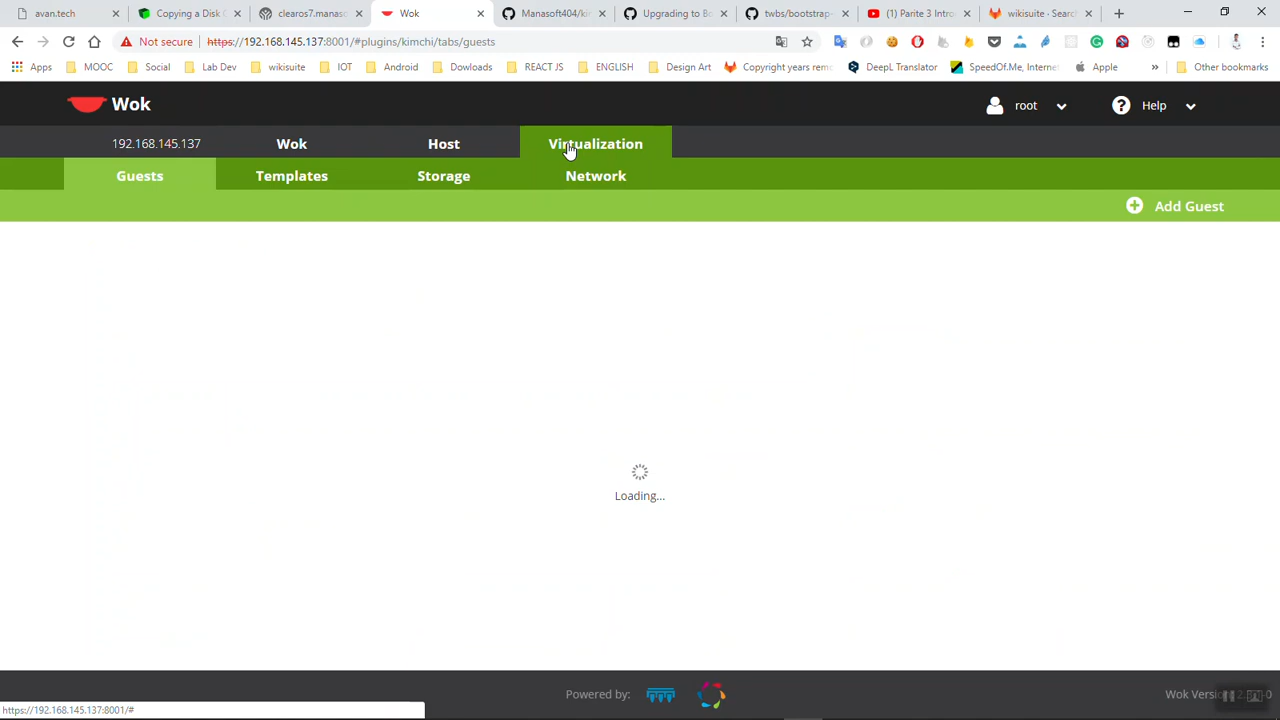 avan.tech
Copying a Disk
clearos7.manaso
Wok
Manasoft404/ki
Upgrading to Bo
twbs/bootstrap-
(1) Parite 3 Intro
wikisuite · Search
Not secure
https://192.168.145.137:8001/#plugins/kimchi/tabs/guests
Apps
MOOC
Social
Lab Dev
wikisuite
IOT
Android
Dowloads
REACT JS
ENGLISH
Design Art
Copyright years rem
DeepL Translator
SpeedOf.Me, Interne
Apple
»
Other bookmarks
Wok
root
Help
192.168.145.137
Wok
Host
Virtualization
Guests
Templates
Storage
Network
Add Guest
Loading...
Powered by:
Wok Version
https://192.168.145.137:8001/#